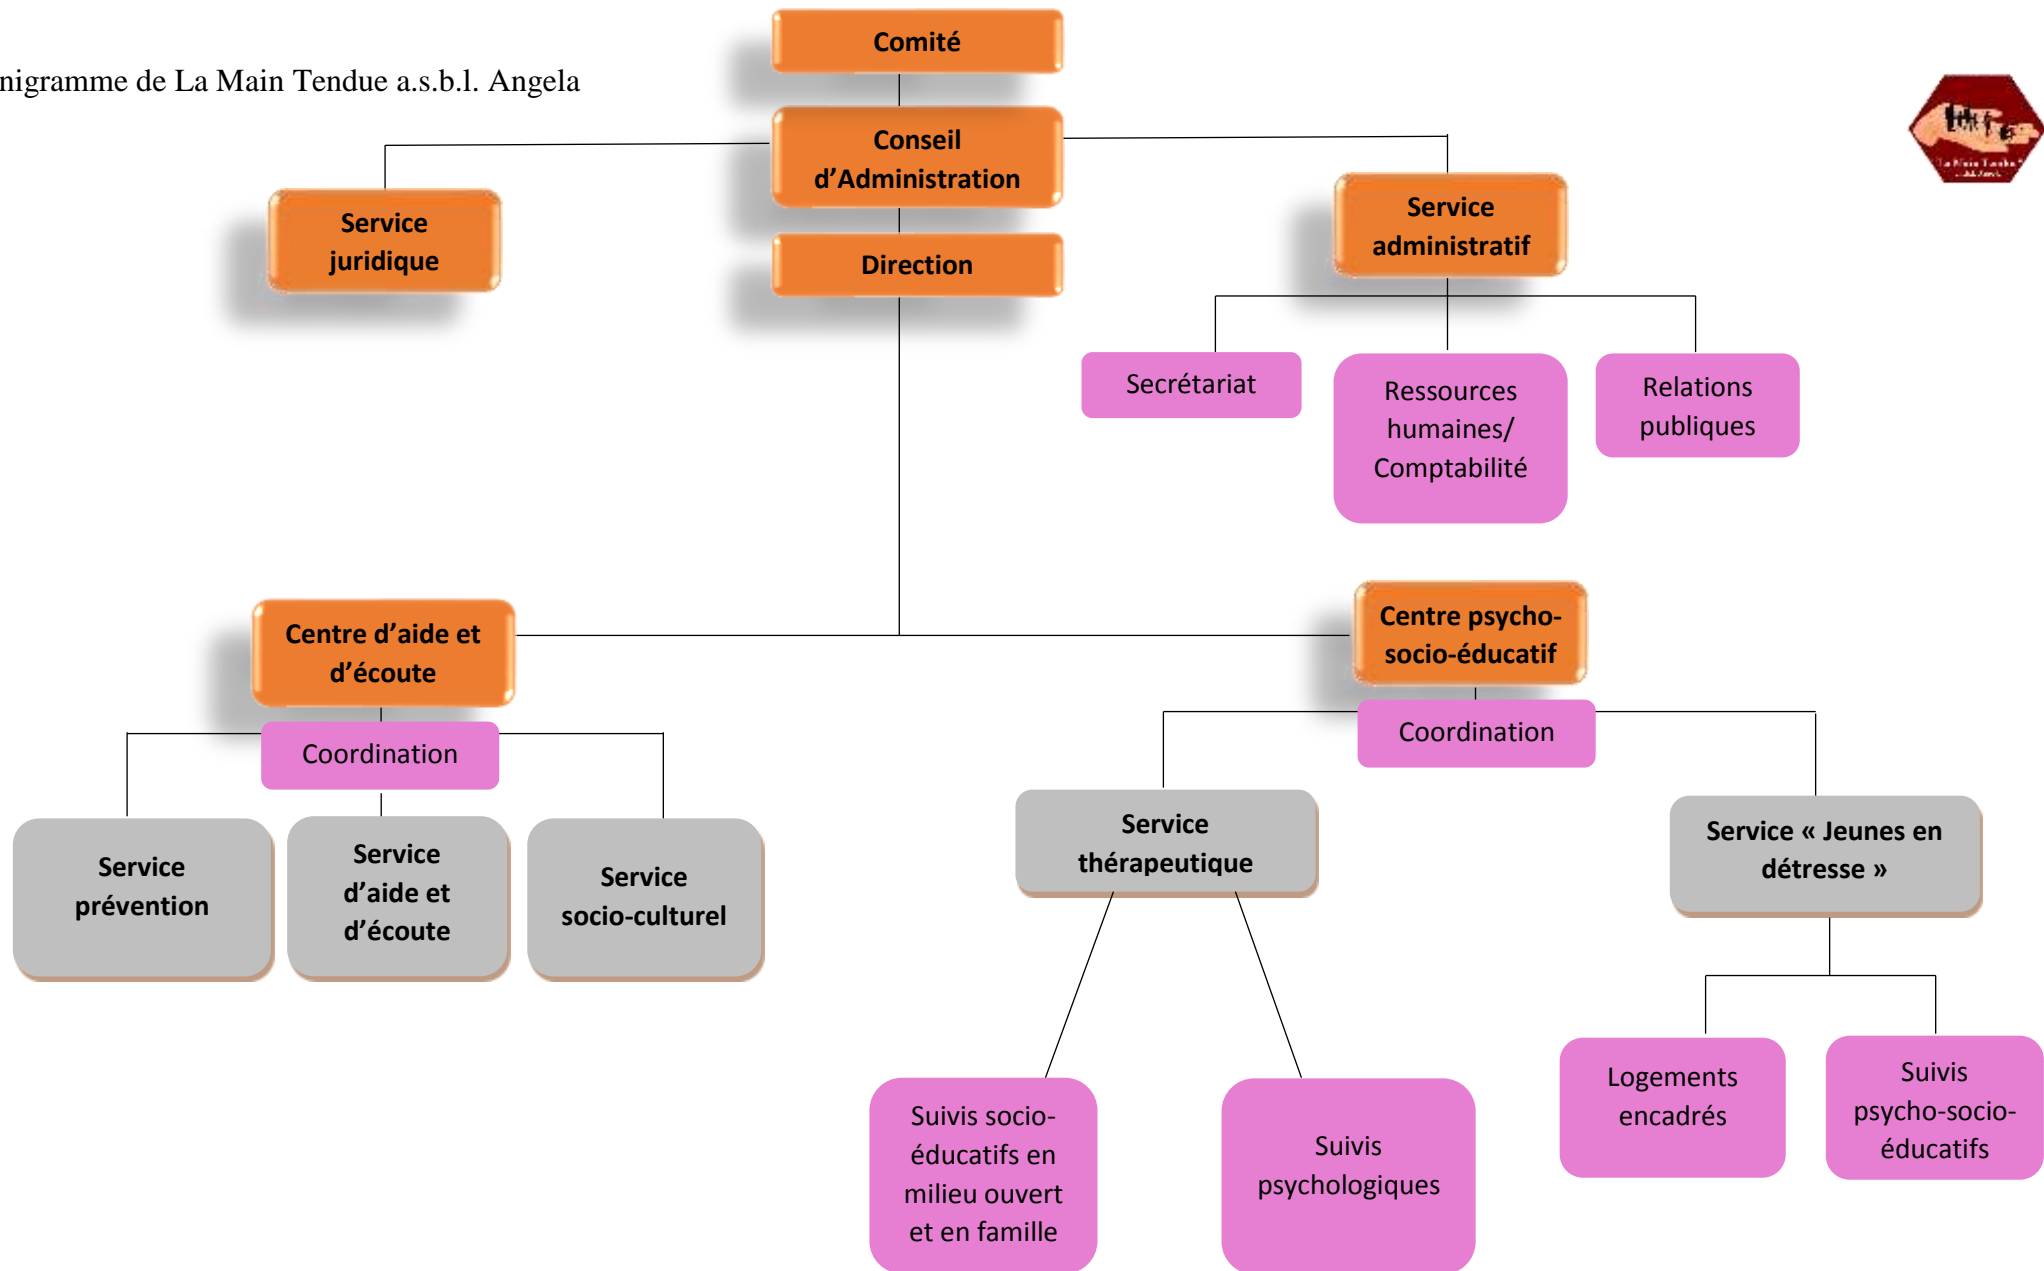 nigramme de La Main Tendue a.s.b.l. Angela
Comité
Conseil
d'Administration
Direction
Service
juridique
Service
administratif
Secrétariat
Ressources
humaines/
Comptabilité
Relations
publiques
Centre d'aide et
d'écoute
Coordination
Service
prévention
Service
d'aide et
d'écoute
Service
socio-culturel
Centre psycho-
socio-éducatif
Coordination
Service
thérapeutique
Service « Jeunes en
détresse »
Suivis socio-
éducatifs en
milieu ouvert
et en famille
Suivis
psychologiques
Logements
encadrés
Suivis
psycho-socio-
éducatifs
"La Main Tendue"